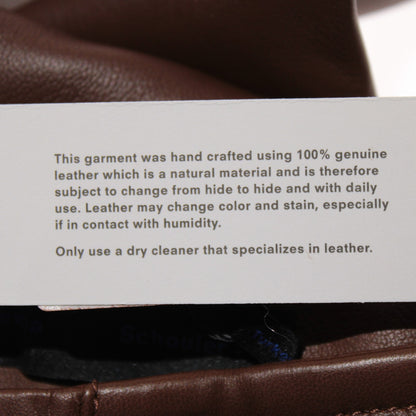 This garment was hand crafted using 100% genuine
leather which is a natural material and is therefore
subject to change from hide to hide and with daily
use. Leather may change color and stain, especially
if in contact with humidity.
Only use a dry cleaner that specializes in leather.